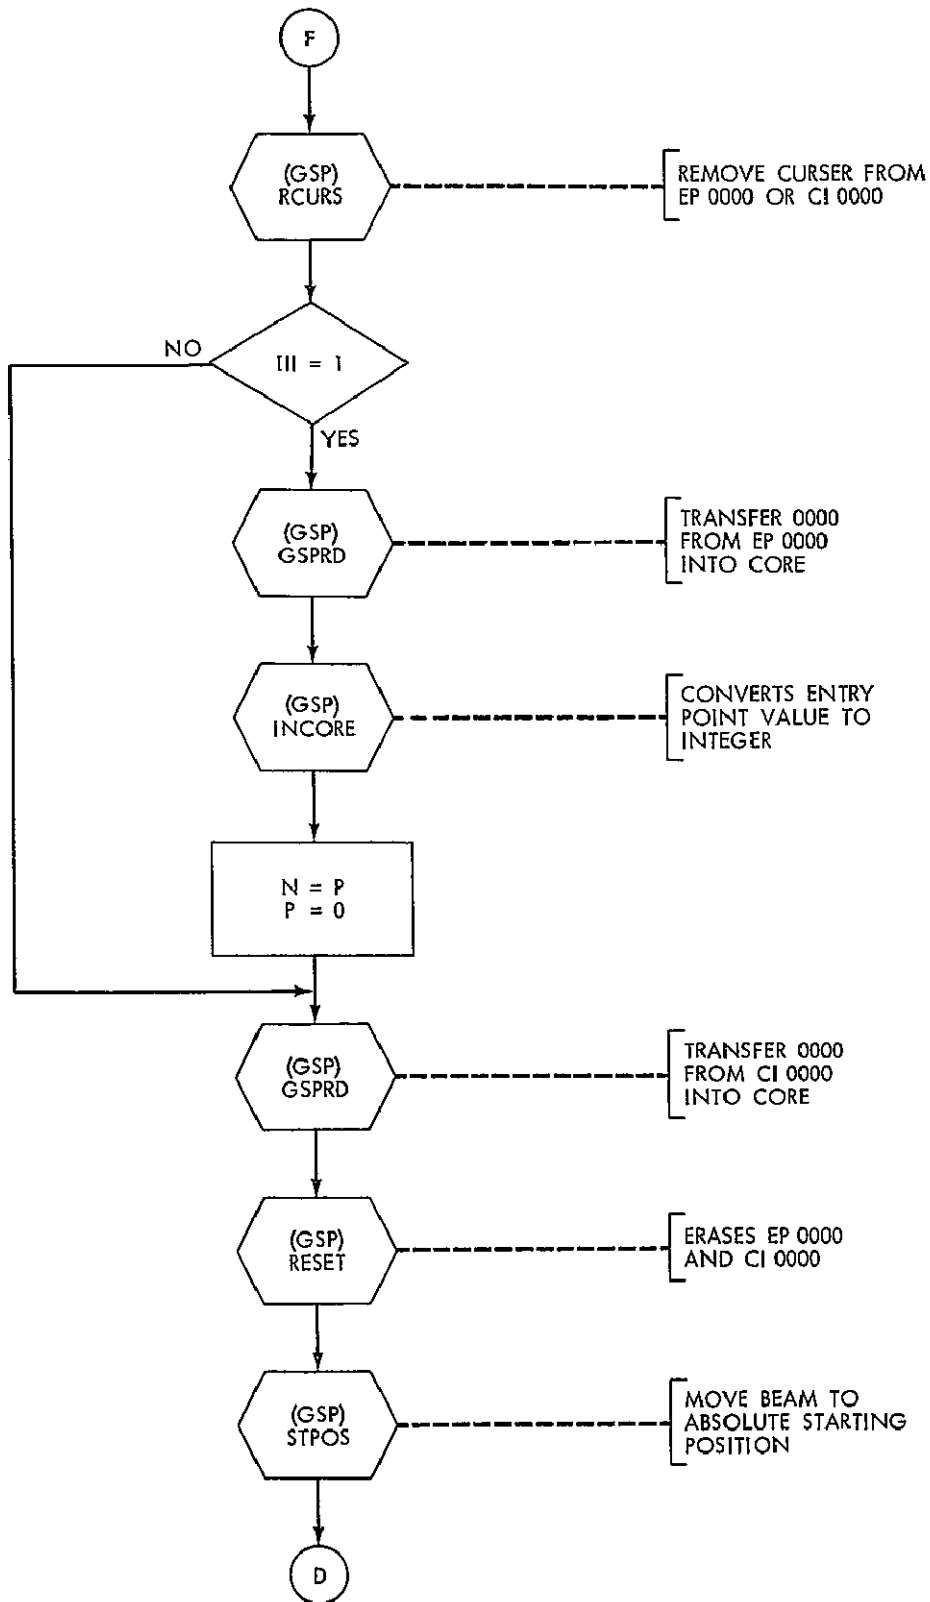 F
(GSP)
RCURS
REMOVE CURSER FROM
EP 0000 OR CI 0000
NO
III = 1
YES
(GSP)
GSPRD
TRANSFER 0000
FROM EP 0000
INTO CORE
(GSP)
INCORE
CONVERTS ENTRY
POINT VALUE TO
INTEGER
N = P
P = 0
(GSP)
GSPRD
TRANSFER 0000
FROM CI 0000
INTO CORE
(GSP)
RESET
ERASES EP 0000
AND CI 0000
(GSP)
STPOS
MOVE BEAM TO
ABSOLUTE STARTING
POSITION
D